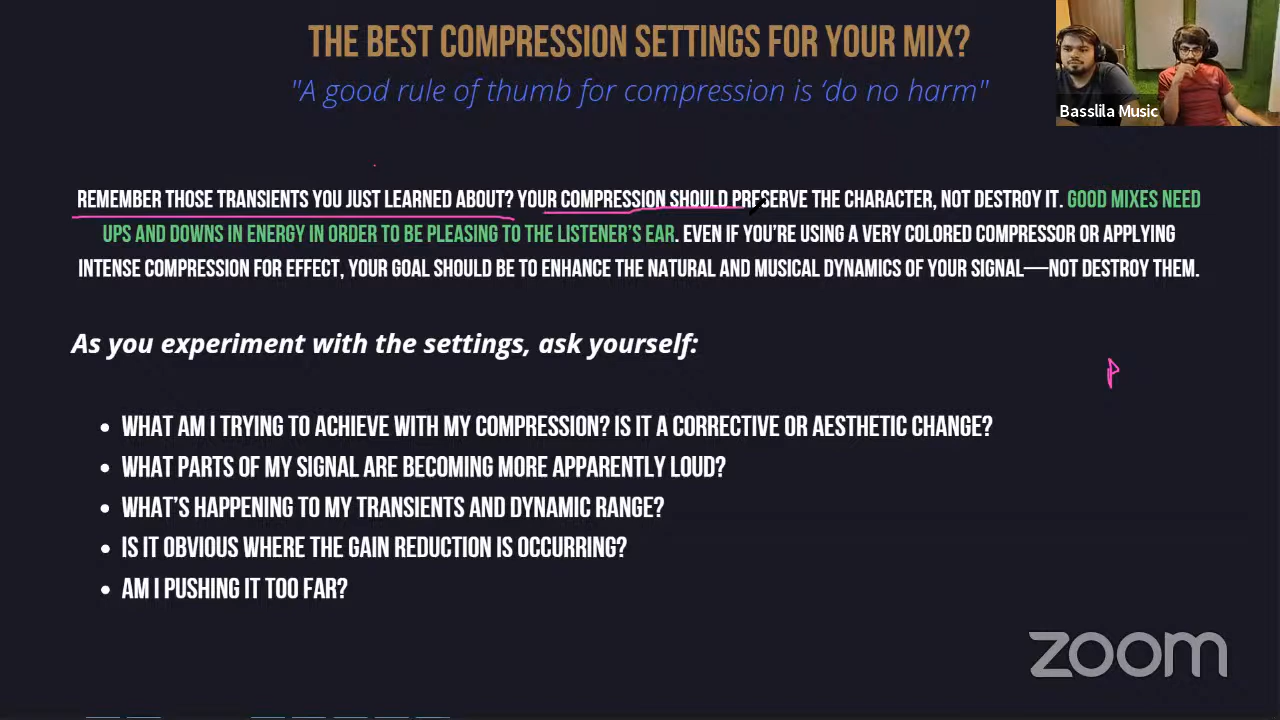 THE BEST COMPRESSION SETTINGS FOR YOUR MIX?
"A good rule of thumb for compression is ‘do no harm"
Basslila Music
REMEMBER THOSE TRANSIENTS YOU JUST LEARNED ABOUT? YOUR COMPRESSION SHOULD PRESERVE THE CHARACTER, NOT DESTROY IT. GOOD MIXES NEED
UPS AND DOWNS IN ENERGY IN ORDER TO BE PLEASING TO THE LISTENER’S EAR. EVEN IF YOU’RE USING A VERY COLORED COMPRESSOR OR APPLYING
INTENSE COMPRESSION FOR EFFECT, YOUR GOAL SHOULD BE TO ENHANCE THE NATURAL AND MUSICAL DYNAMICS OF YOUR SIGNAL—NOT DESTROY THEM.
As you experiment with the settings, ask yourself:
• WHAT AM I TRYING TO ACHIEVE WITH MY COMPRESSION? IS IT A CORRECTIVE OR AESTHETIC CHANGE?
• WHAT PARTS OF MY SIGNAL ARE BECOMING MORE APPARENTLY LOUD?
• WHAT’S HAPPENING TO MY TRANSIENTS AND DYNAMIC RANGE?
• IS IT OBVIOUS WHERE THE GAIN REDUCTION IS OCCURRING?
• AM I PUSHING IT TOO FAR?
zoom